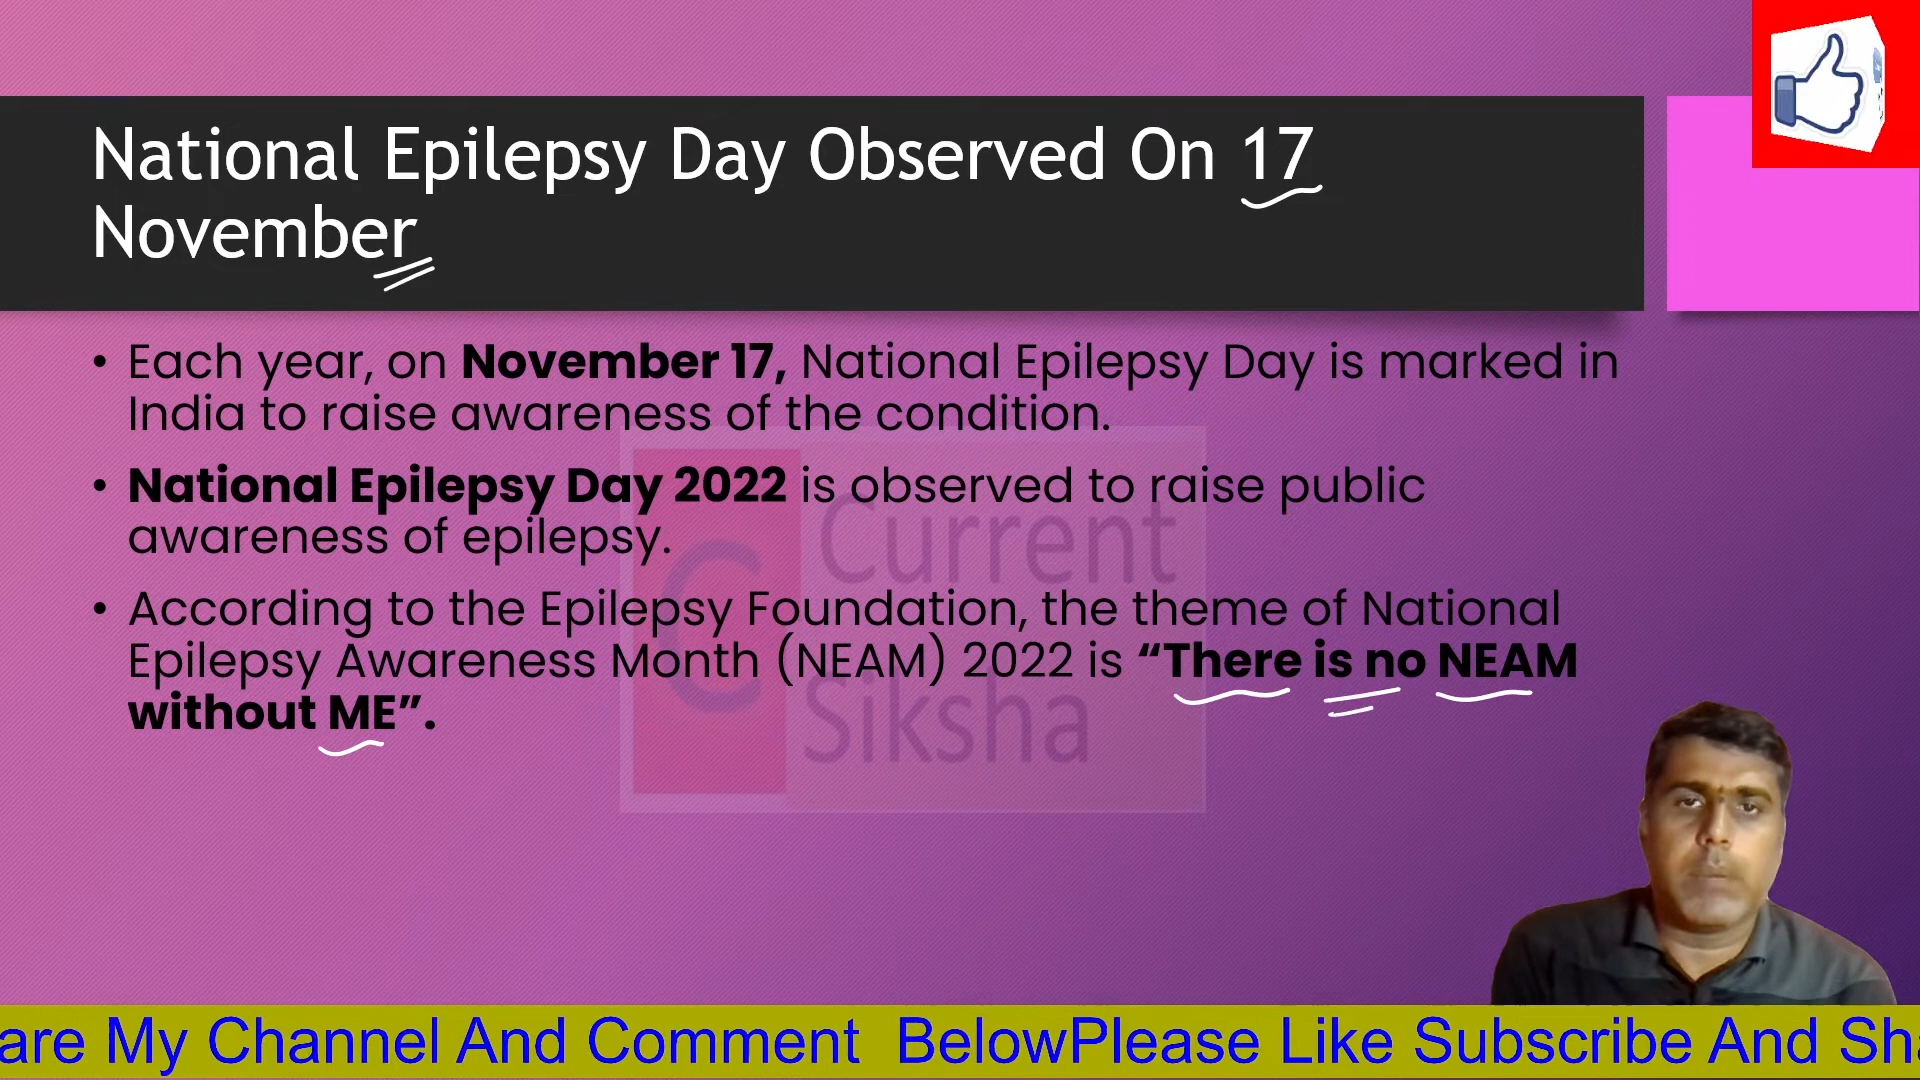 National Epilepsy Day Observed On 17
November
• Each year, on November 17, National Epilepsy Day is marked in
India to raise awareness of the condition.
• National Epilepsy Day 2022 is observed to raise public
awareness of epilepsy.
• According to the Epilepsy Foundation, the theme of National
Epilepsy Awareness Month (NEAM) 2022 is “There is no NEAM
without ME”.
C
Current
Siksha
are My Channel And Comment BelowPlease Like Subscribe And Sha